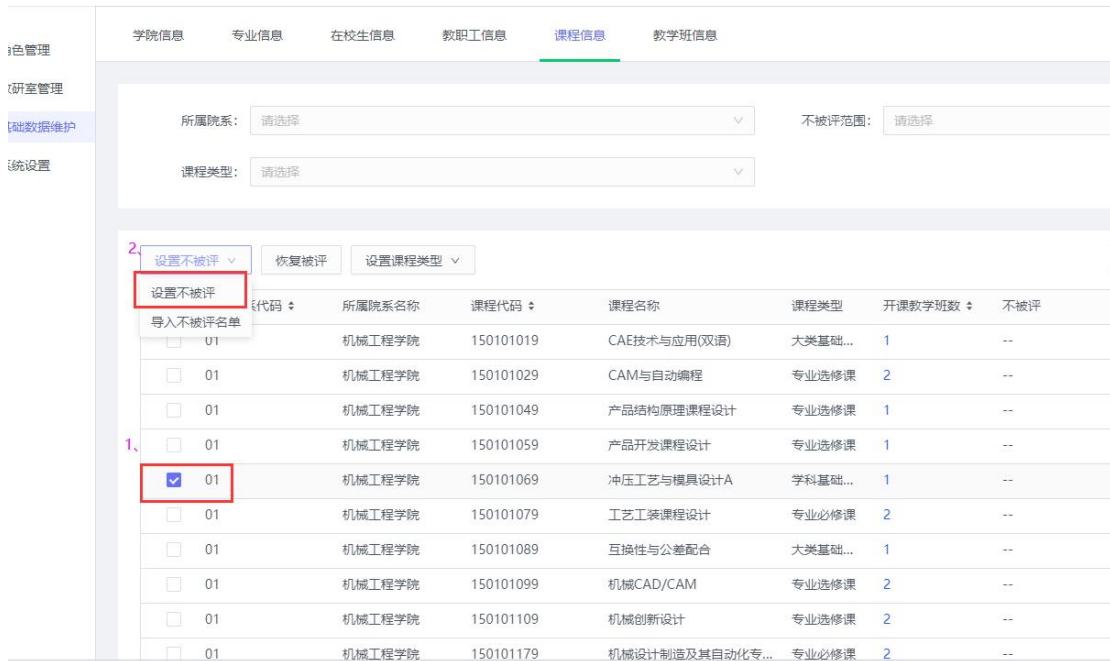 学院信息 专业信息 在校生信息 教职工信息 课程信息 教学班信息
色管理
研室管理
基础数据维护
系统设置
所属院系: 请选择 不被评范围: 请选择
课程类型: 请选择
2、 设置不被评 恢复被评 设置课程类型
设置不被评
导入不被评名单
代码 所属院系名称 课程代码 课程名称 课程类型 开课教学班数 不被评
01 机械工程学院 150101019 CAE技术与应用(双语) 大类基础... 1 --
01 机械工程学院 150101029 CAM与自动编程 专业选修课 2 --
01 机械工程学院 150101049 产品结构原理课程设计 专业选修课 1 --
1、 01 机械工程学院 150101059 产品开发课程设计 专业选修课 1 --
01 机械工程学院 150101069 冲压工艺与模具设计A 学科基础... 1 --
01 机械工程学院 150101079 工艺工装课程设计 专业必修课 2 --
01 机械工程学院 150101089 互换性与公差配合 大类基础... 1 --
01 机械工程学院 150101099 机械CAD/CAM 专业选修课 2 --
01 机械工程学院 150101109 机械创新设计 专业选修课 2 --
01 机械工程学院 150101179 机械设计制造及其自动化专... 专业必修课 2 --